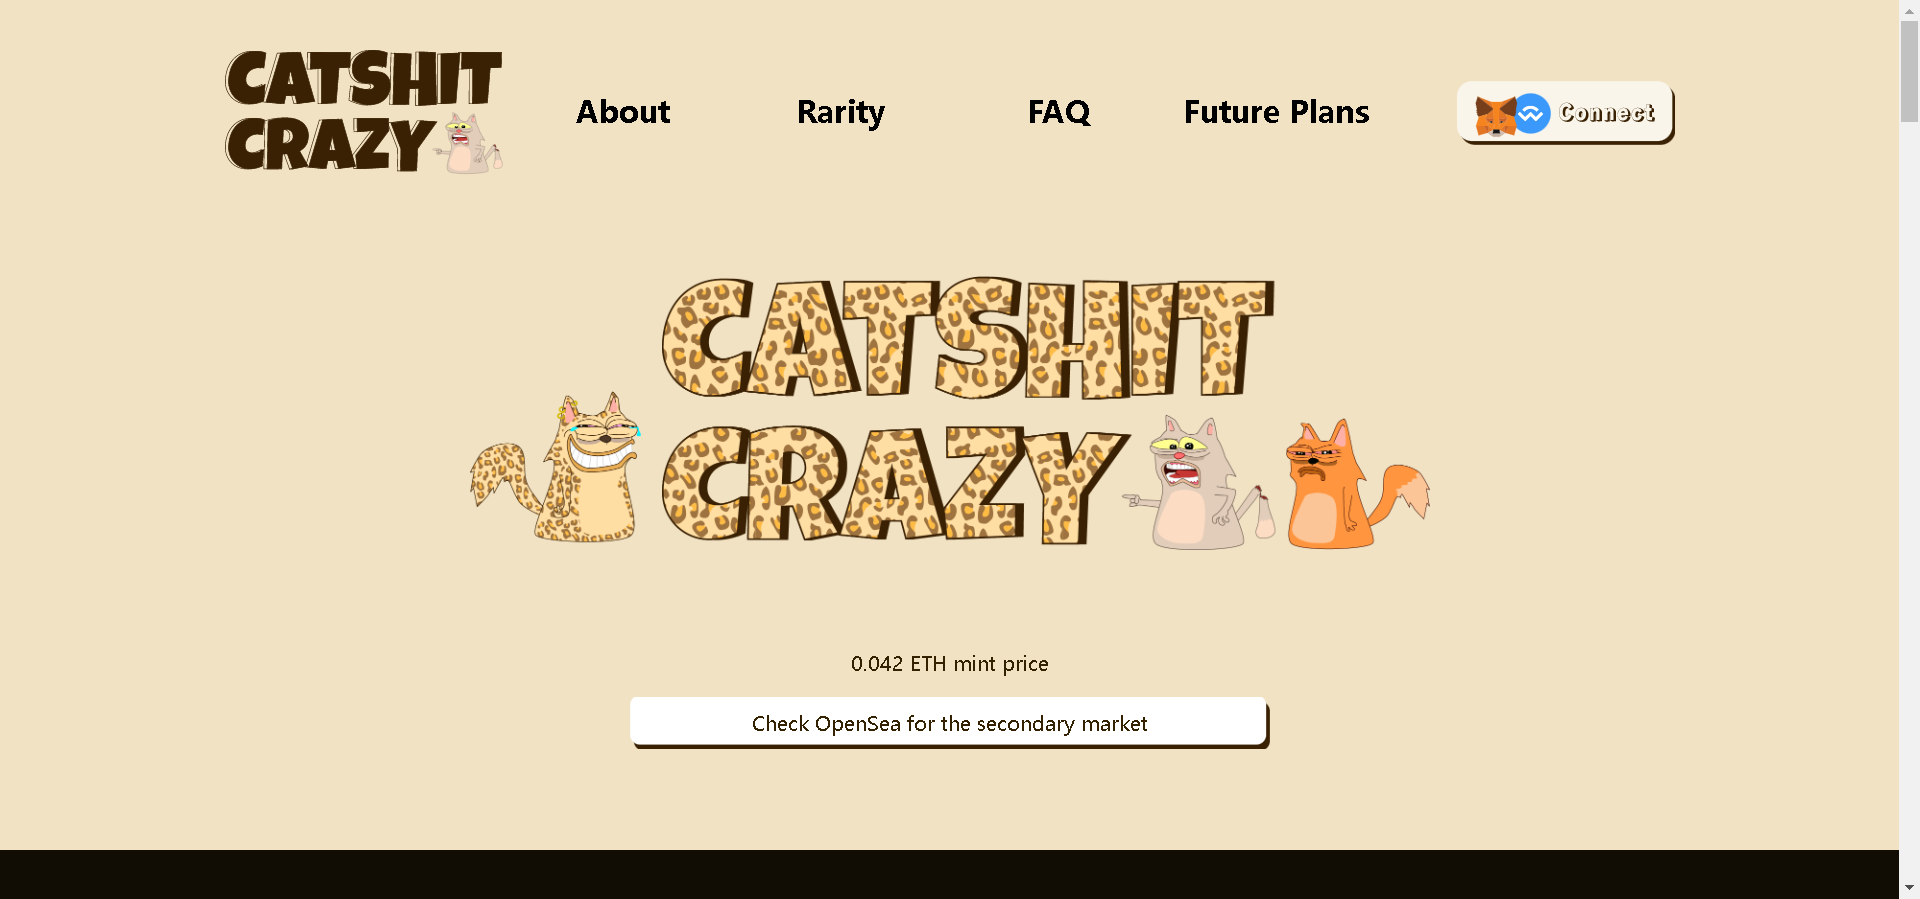 CATSHIT
CRAZY
About
Rarity
FAQ
Future Plans
Connect
CATSHIT
CRAZY
0.042 ETH mint price
Check OpenSea for the secondary market